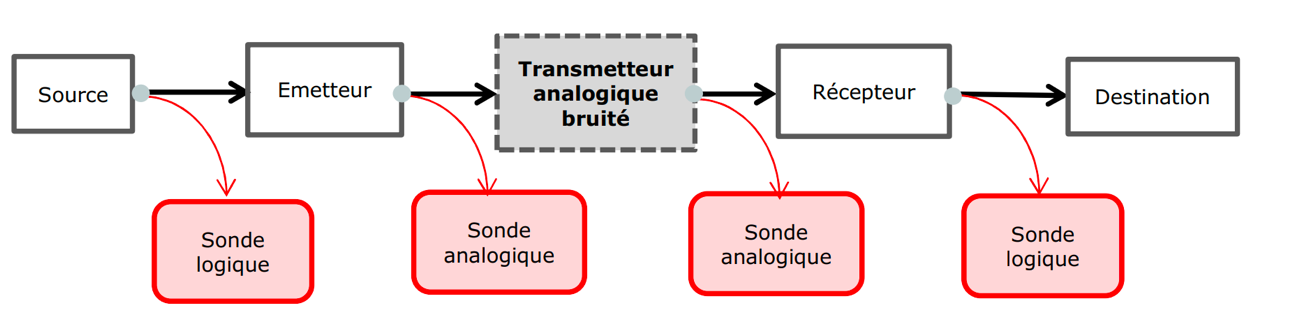 Source
Emetteur
Transmetteur
analogique
bruité
Récepteur
Destination
Sonde
logique
Sonde
analogique
Sonde
analogique
Sonde
logique